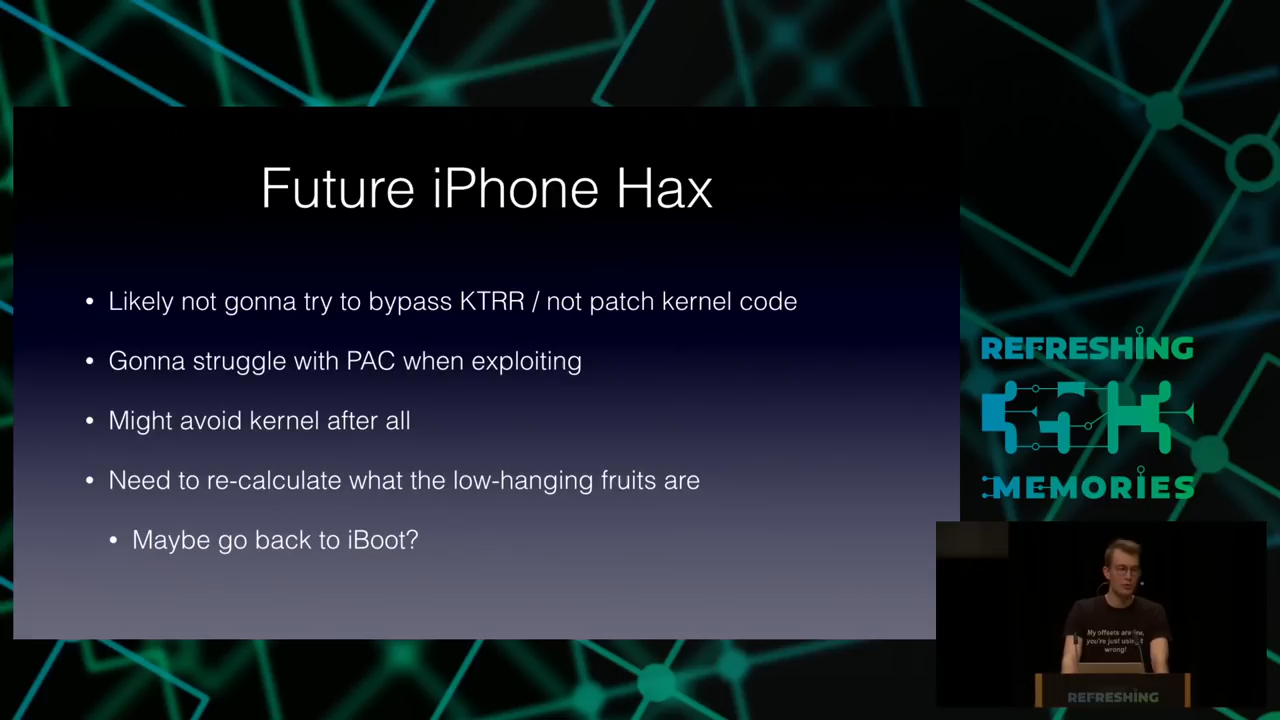 Future iPhone Hax
• Likely not gonna try to bypass KTRR / not patch kernel code
• Gonna struggle with PAC when exploiting
• Might avoid kernel after all
• Need to re-calculate what the low-hanging fruits are
• Maybe go back to iBoot?
REFRESHING
35C3
MEMORIES
My offsets are fine,
you're just using it
wrong!
REFRESHING